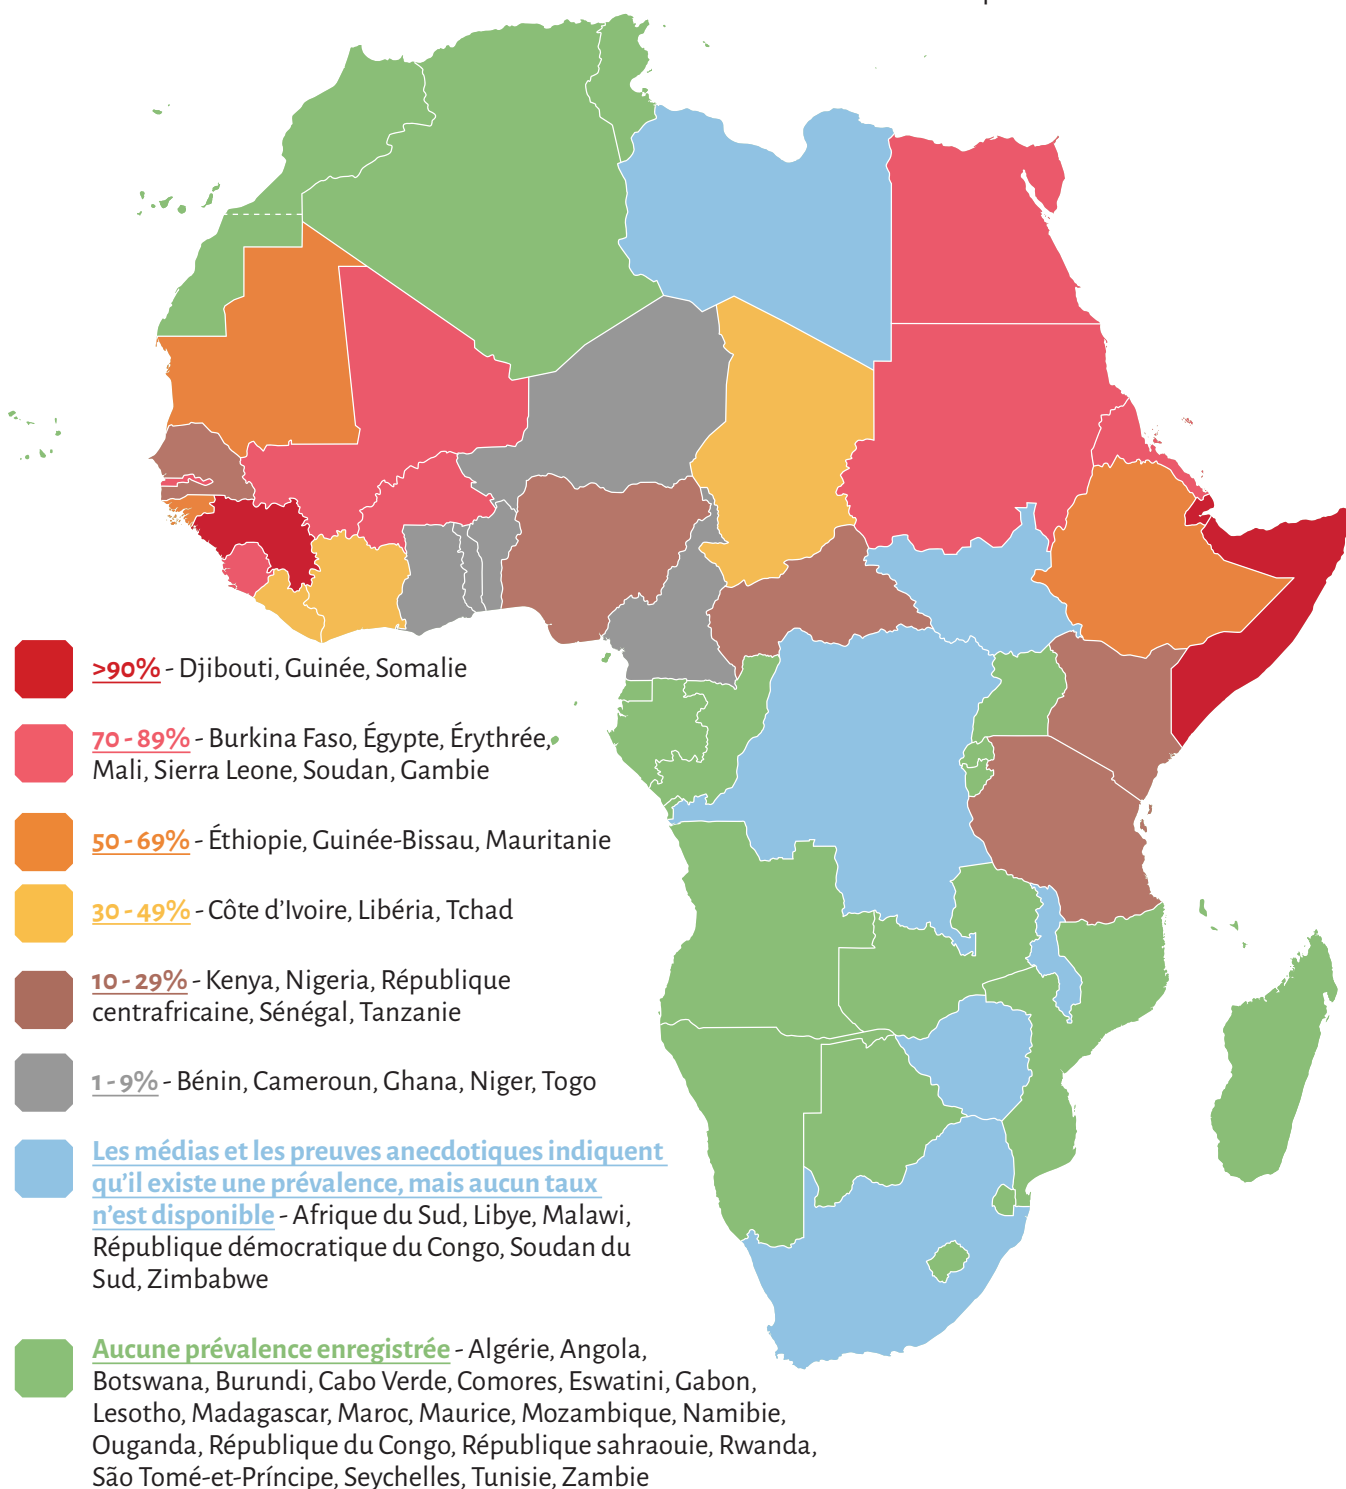 >90% - Djibouti, Guinée, Somalie
70 - 89% - Burkina Faso, Égypte, Érythrée,
Mali, Sierra Leone, Soudan, Gambie
50 - 69% - Éthiopie, Guinée-Bissau, Mauritanie
30 - 49% - Côte d’Ivoire, Libéria, Tchad
10 - 29% - Kenya, Nigeria, République
centrafricaine, Sénégal, Tanzanie
1 - 9% - Bénin, Cameroun, Ghana, Niger, Togo
Les médias et les preuves anecdotiques indiquent
qu’il existe une prévalence, mais aucun taux
n’est disponible - Afrique du Sud, Libye, Malawi,
République démocratique du Congo, Soudan du
Sud, Zimbabwe
Aucune prévalence enregistrée - Algérie, Angola,
Botswana, Burundi, Cabo Verde, Comores, Eswatini, Gabon,
Lesotho, Madagascar, Maroc, Maurice, Mozambique, Namibie,
Ouganda, République du Congo, République sahraouie, Rwanda,
São Tomé-et-Príncipe, Seychelles, Tunisie, Zambie